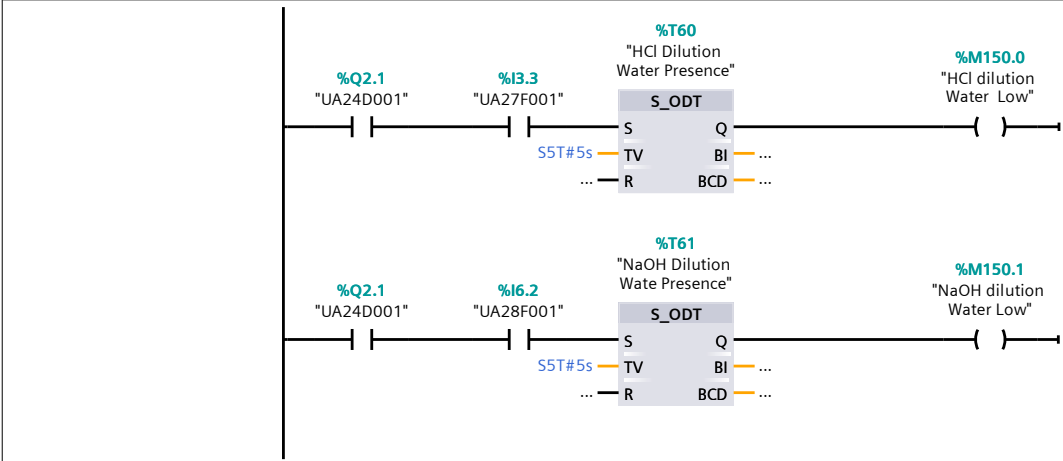 %T60
"HCl Dilution
Water Presence"
%M150.0
"HCl dilution
Water  Low"
%Q2.1
"UA24D001"
%I3.3
"UA27F001"
S_ODT
S Q
S5T#5s TV BI ...
... R BCD ...
%T61
"NaOH Dilution
Wate Presence"
%M150.1
"NaOH dilution
Water Low"
%Q2.1
"UA24D001"
%I6.2
"UA28F001"
S_ODT
S Q
S5T#5s TV BI ...
... R BCD ...